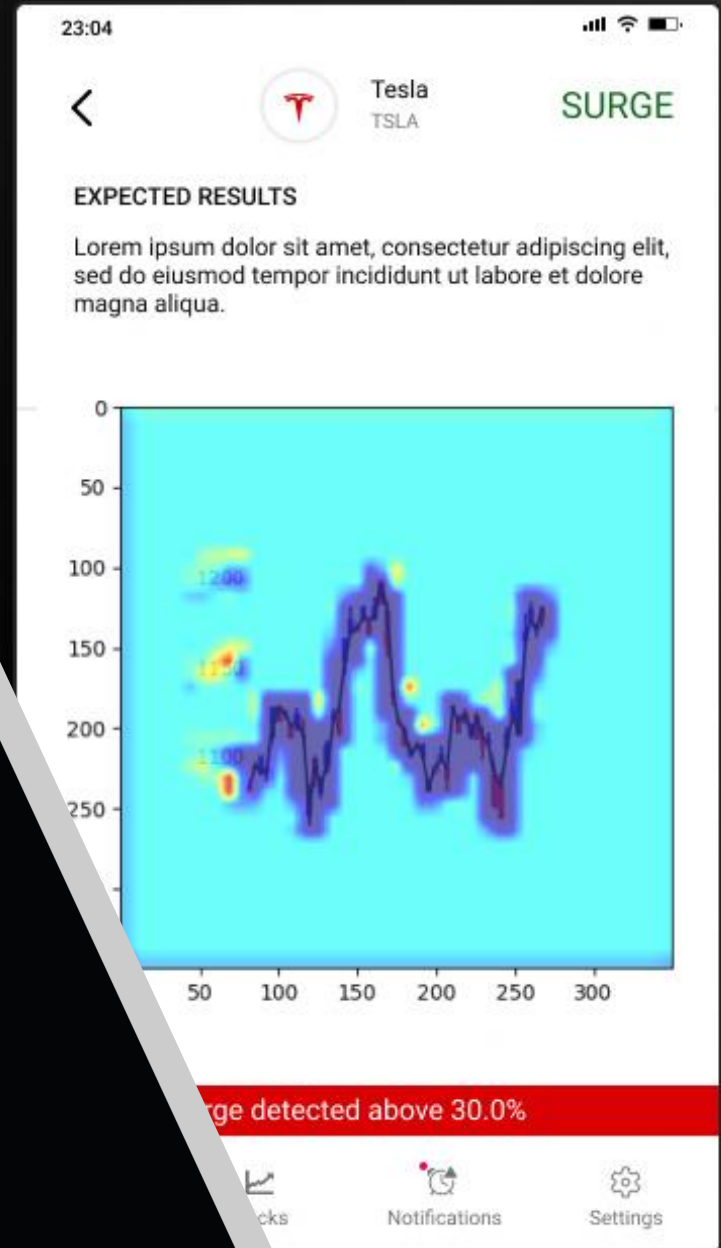 23:04
Tesla
TSLA
SURGE
EXPECTED RESULTS
Lorem ipsum dolor sit amet, consectetur adipiscing elit,
sed do eiusmod tempor incididunt ut labore et dolore
magna aliqua.
0
50
100
150
200
250
1200
1150
1100
50 100 150 200 250 300
rge detected above 30.0%
cks
Notifications
Settings